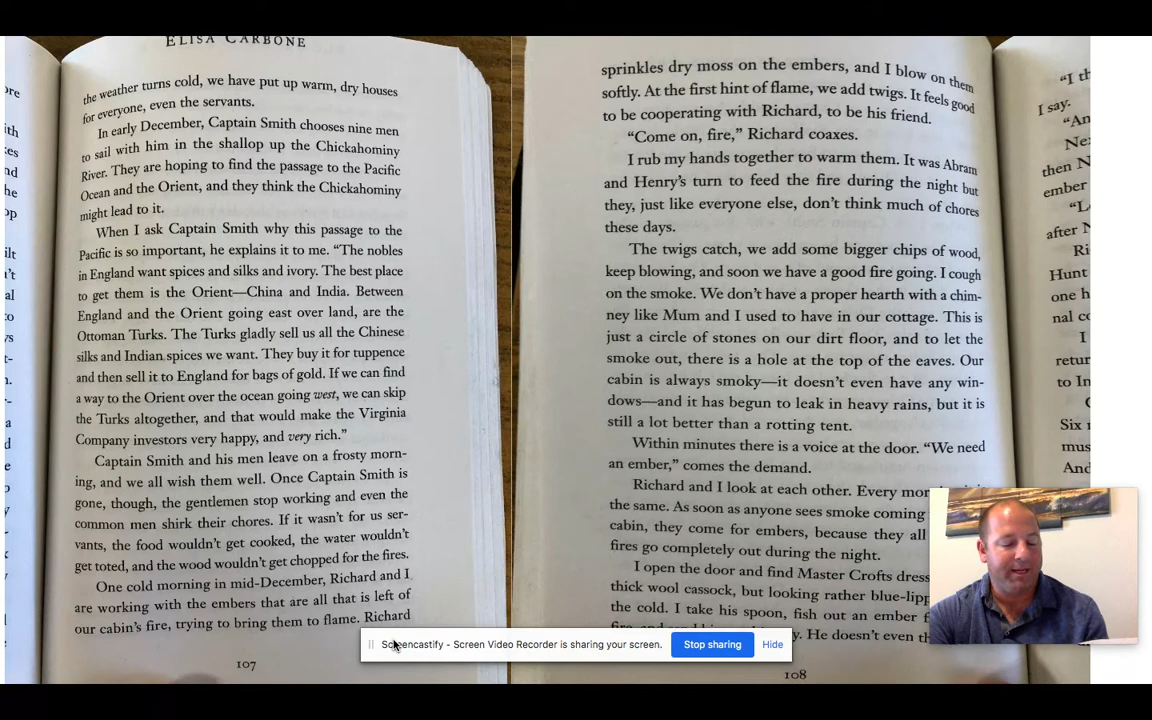 ELISA CARBONE
the weather turns cold, we have put up warm, dry houses
for everyone, even the servants.
In early December, Captain Smith chooses nine men
to sail with him in the shallop up the Chickahominy
River. They are hoping to find the passage to the Pacific
Ocean and the Orient, and they think the Chickahominy
might lead to it.
When I ask Captain Smith why this passage to the
Pacific is so important, he explains it to me. “The nobles
in England want spices and silks and ivory. The best place
to get them is the Orient—China and India. Between
England and the Orient going east over land, are the
Ottoman Turks. The Turks gladly sell us all the Chinese
silks and Indian spices we want. They buy it for tuppence
and then sell it to England for bags of gold. If we can find
a way to the Orient over the ocean going west, we can skip
the Turks altogether, and that would make the Virginia
Company investors very happy, and very rich.”
Captain Smith and his men leave on a frosty morn-
ing, and we all wish them well. Once Captain Smith is
gone, though, the gentlemen stop working and even the
common men shirk their chores. If it wasn’t for us ser-
vants, the food wouldn’t get cooked, the water wouldn’t
get toted, and the wood wouldn’t get chopped for the fires.
One cold morning in mid-December, Richard and I
are working with the embers that are all that is left of
our cabin’s fire, trying to bring them to flame. Richard
107
sprinkles dry moss on the embers, and I blow on them
softly. At the first hint of flame, we add twigs. It feels good
to be cooperating with Richard, to be his friend.
“Come on, fire,” Richard coaxes.
I rub my hands together to warm them. It was Abram
and Henry’s turn to feed the fire during the night but
they, just like everyone else, don’t think much of chores
these days.
The twigs catch, we add some bigger chips of wood,
keep blowing, and soon we have a good fire going. I cough
on the smoke. We don’t have a proper hearth with a chim-
ney like Mum and I used to have in our cottage. This is
just a circle of stones on our dirt floor, and to let the
smoke out, there is a hole at the top of the eaves. Our
cabin is always smoky—it doesn’t even have any win-
dows—and it has begun to leak in heavy rains, but it is
still a lot better than a rotting tent.
Within minutes there is a voice at the door. “We need
an ember,” comes the demand.
Richard and I look at each other. Every
the same. As soon as anyone sees smoke coming
cabin, they come for embers, because they all
fires go completely out during the night.
I open the door and find Master Crofts
thick wool cassock, but looking rather
the cold. I take his spoon, fish out an ember
He doesn’t even
108
I say.
then
ember
after
Hunt
one h
nal co
I
retur
to In
Six
mus
And
Screencastify - Screen Video Recorder is sharing your screen.
Stop sharing
Hide